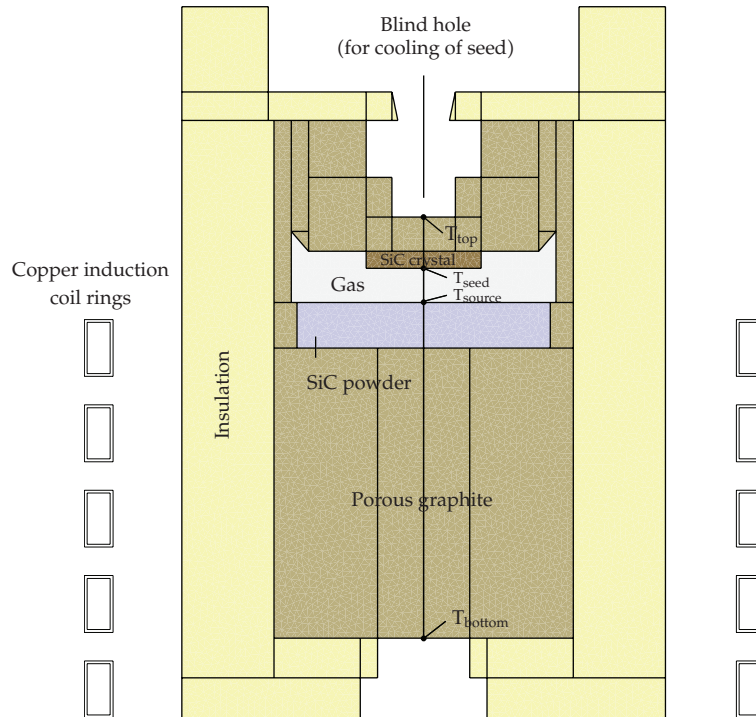 Blind hole
(for cooling of seed)
T_top
SiC crystal
Copper induction
coil rings
Gas
T_seed
T_source
SiC powder
Insulation
Porous graphite
T_bottom